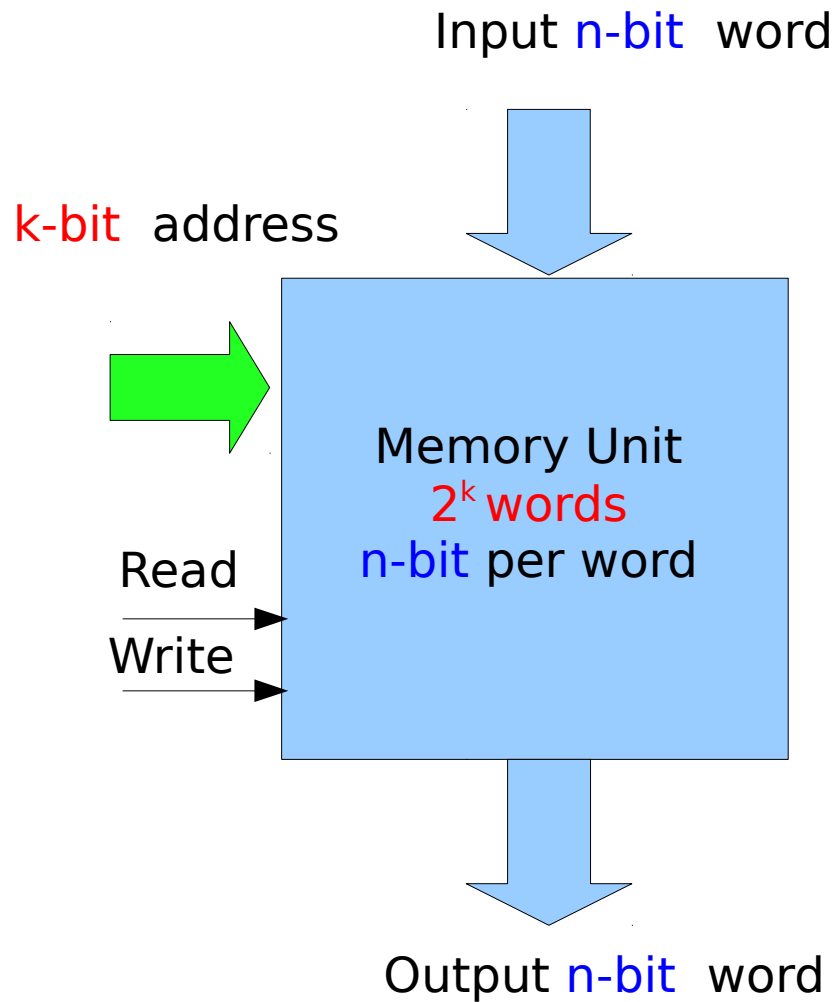 Input n-bit word
k-bit address
Memory Unit
2ᵏ words
n-bit per word
Read
Write
Output n-bit word